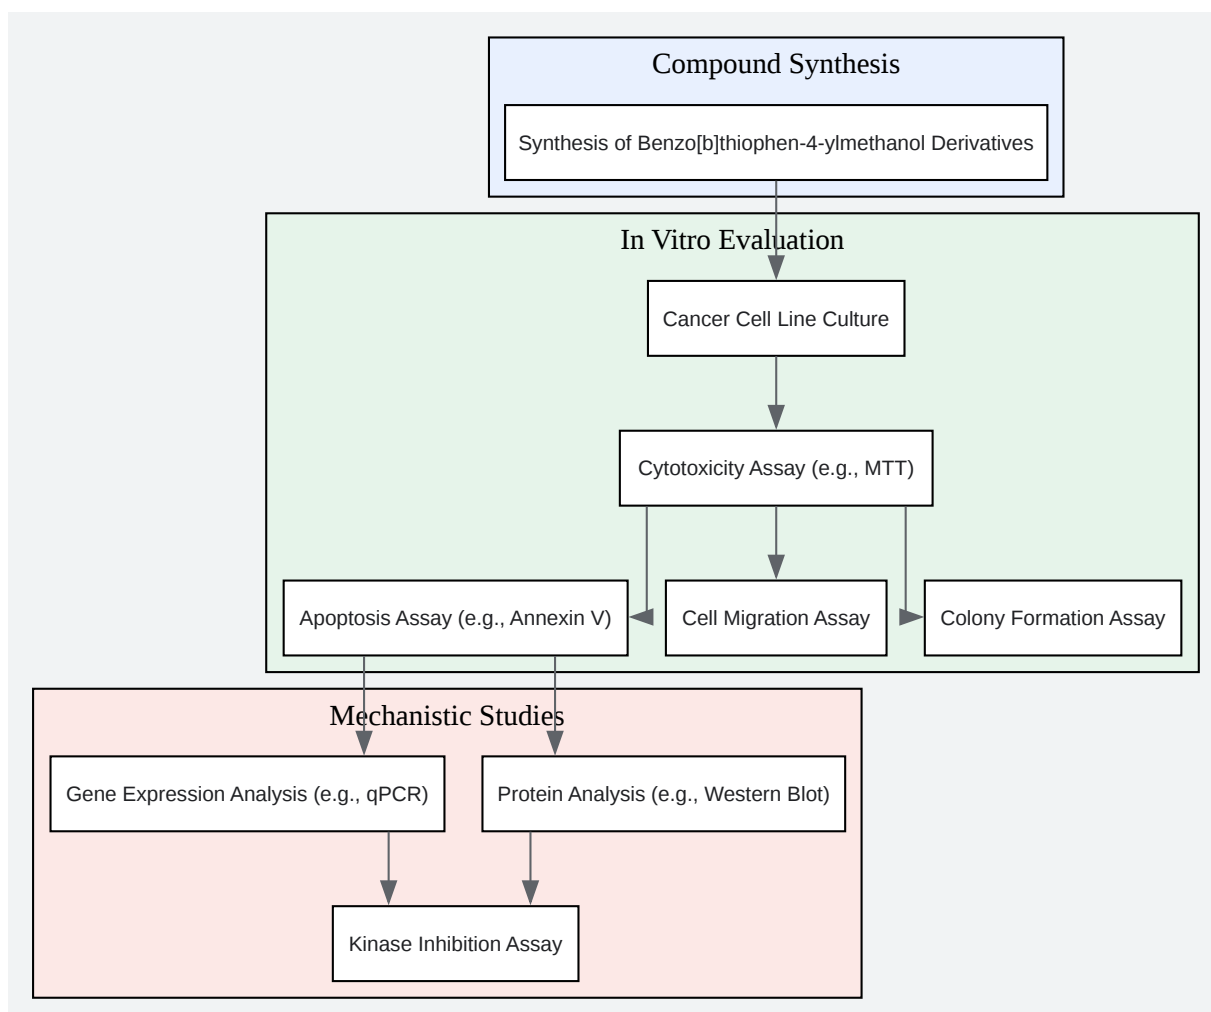 Compound Synthesis
Synthesis of Benzo[b]thiophen-4-ylmethanol Derivatives
In Vitro Evaluation
Cancer Cell Line Culture
Cytotoxicity Assay (e.g., MTT)
Apoptosis Assay (e.g., Annexin V)
Cell Migration Assay
Colony Formation Assay
Mechanistic Studies
Gene Expression Analysis (e.g., qPCR)
Protein Analysis (e.g., Western Blot)
Kinase Inhibition Assay